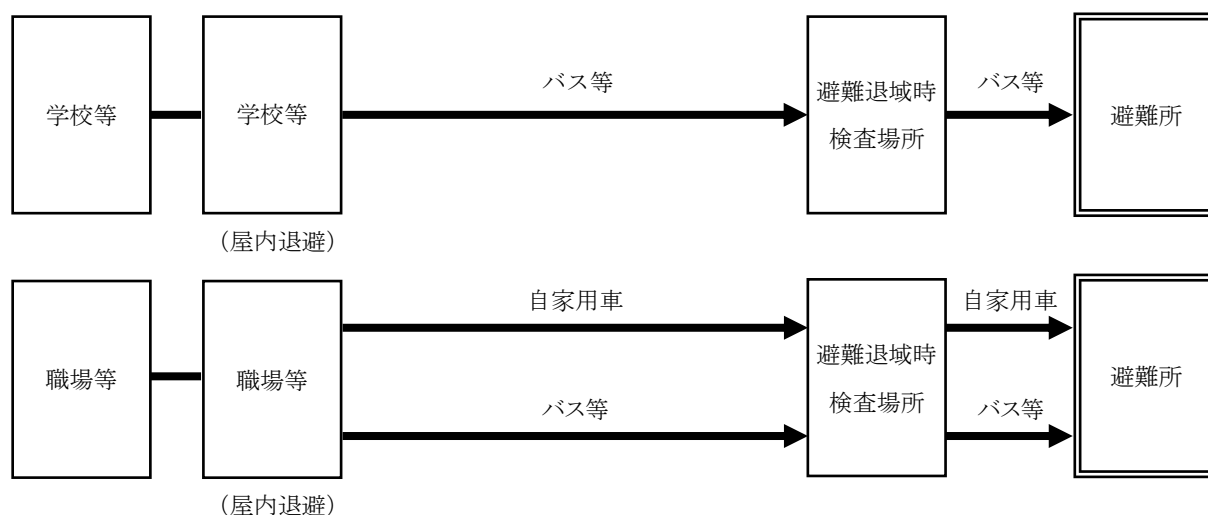 バス等
バス等
学校等
学校等
避難退域時
検査場所
避難所
（屋内退避）
自家用車
自家用車
職場等
職場等
避難退域時
検査場所
避難所
バス等
バス等
（屋内退避）